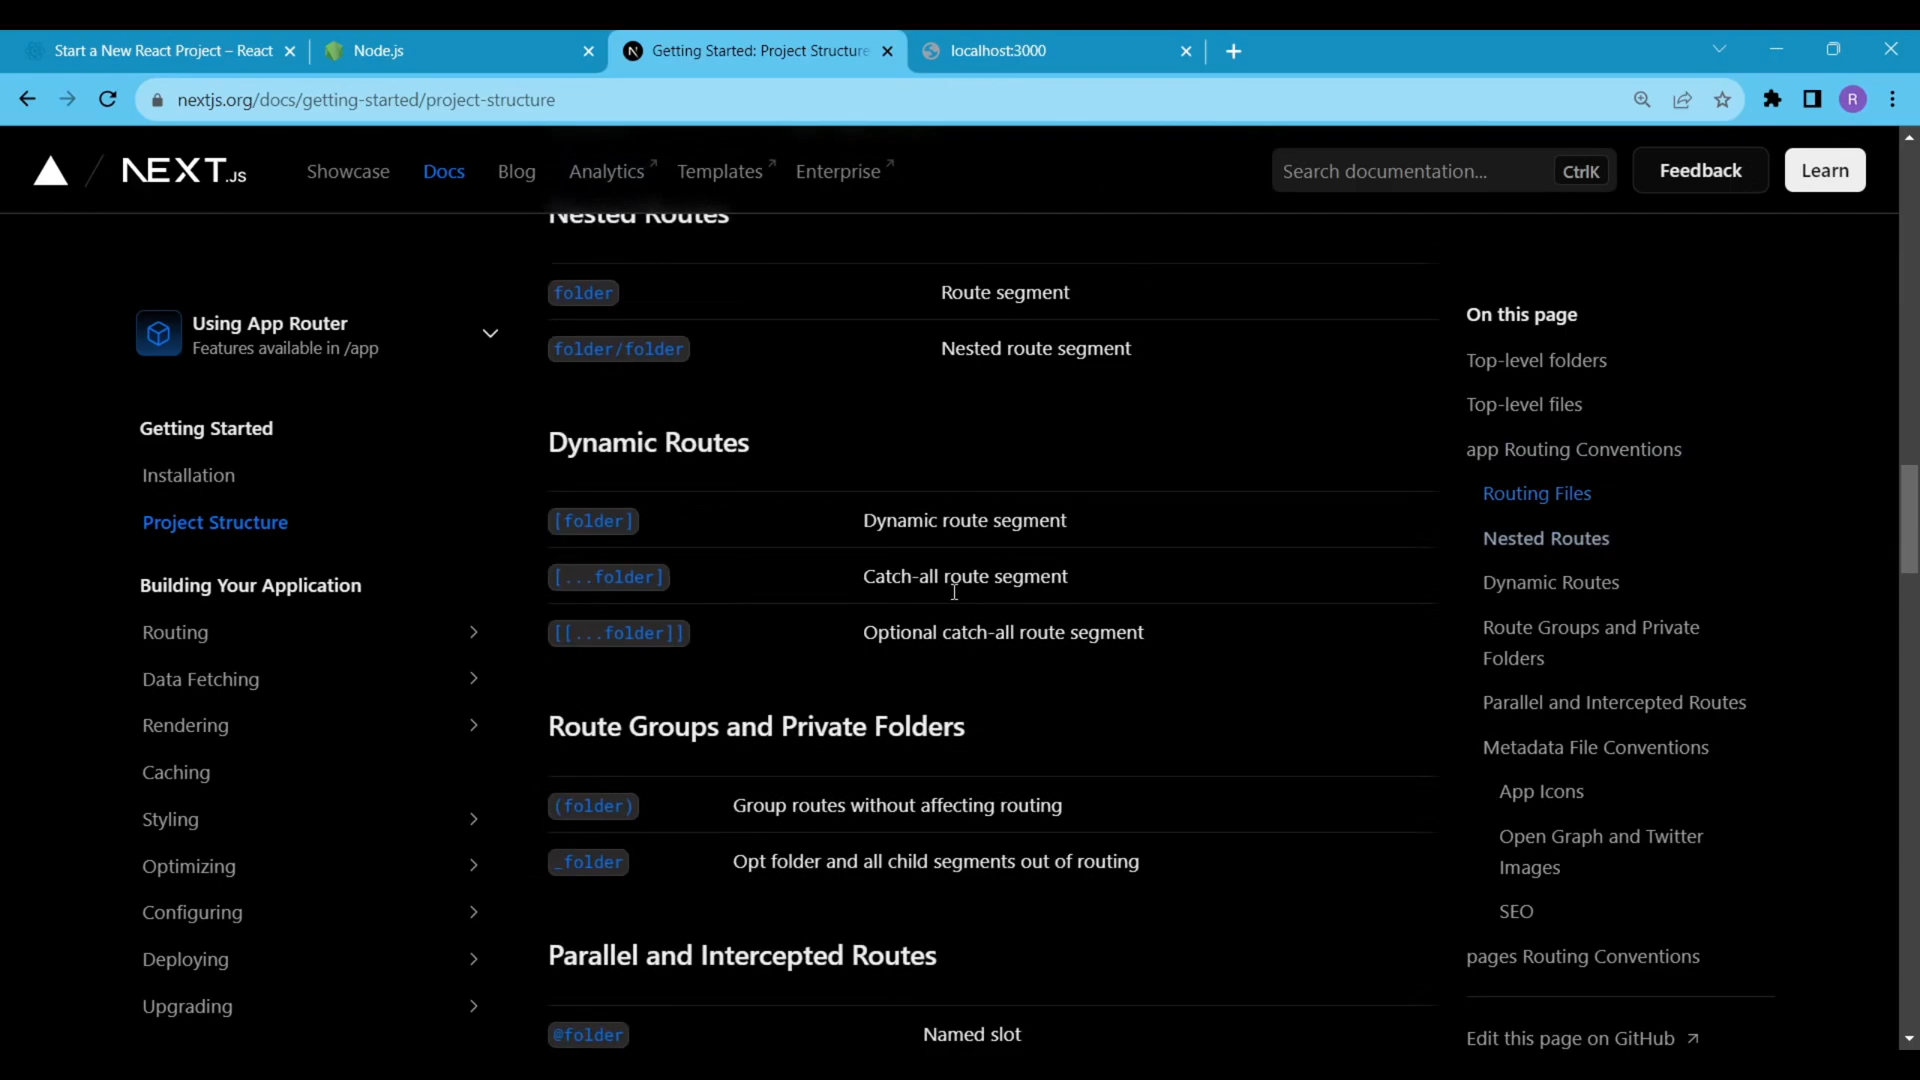 Start a New React Project – React
Node.js
Getting Started: Project Structure
localhost:3000
nextjs.org/docs/getting-started/project-structure
R
NEXT.JS
Showcase
Docs
Blog
Analytics
Templates
Enterprise
Search documentation...
CtrlK
Feedback
Learn
Using App Router
Features available in /app
Getting Started
Installation
Project Structure
Building Your Application
Routing
Data Fetching
Rendering
Caching
Styling
Optimizing
Configuring
Deploying
Upgrading
Nested Routes
folder Route segment
folder/folder Nested route segment
Dynamic Routes
[folder] Dynamic route segment
[...folder] Catch-all route segment
[[...folder]] Optional catch-all route segment
Route Groups and Private Folders
(folder) Group routes without affecting routing
_folder Opt folder and all child segments out of routing
Parallel and Intercepted Routes
@folder Named slot
On this page
Top-level folders
Top-level files
app Routing Conventions
Routing Files
Nested Routes
Dynamic Routes
Route Groups and Private
Folders
Parallel and Intercepted Routes
Metadata File Conventions
App Icons
Open Graph and Twitter
Images
SEO
pages Routing Conventions
Edit this page on GitHub